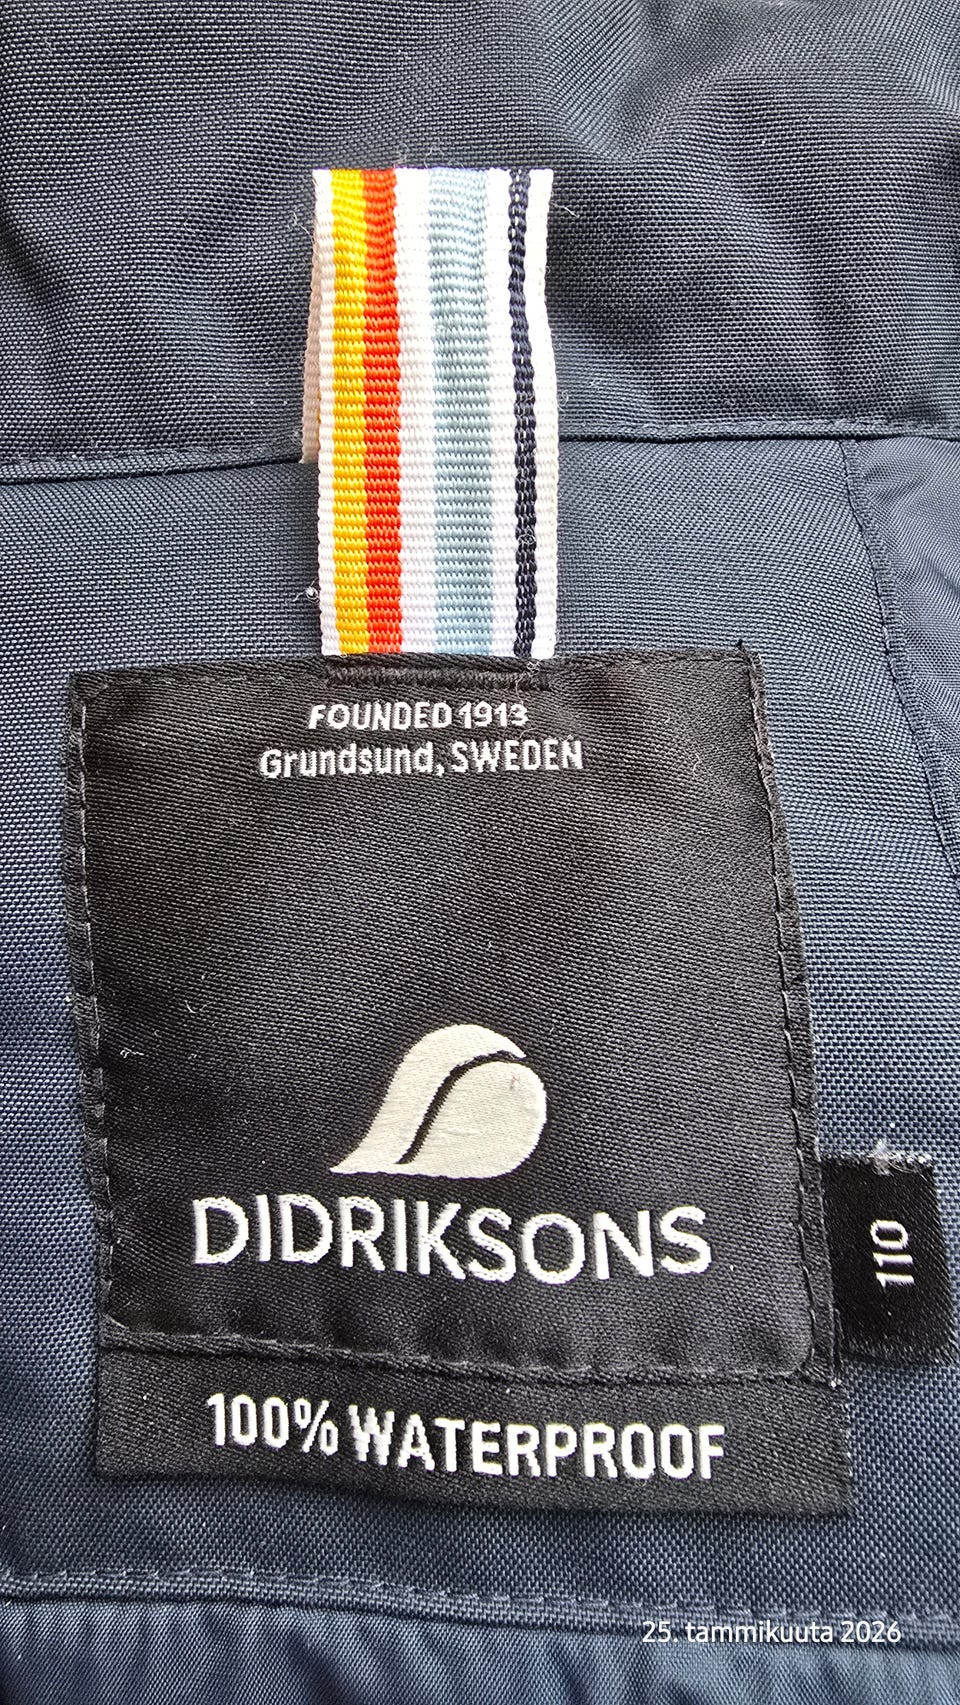 FOUNDED 1913
Grundsund, SWEDEN
DIDRIKSONS
110
100% WATERPROOF
25. tammikuuta 2026